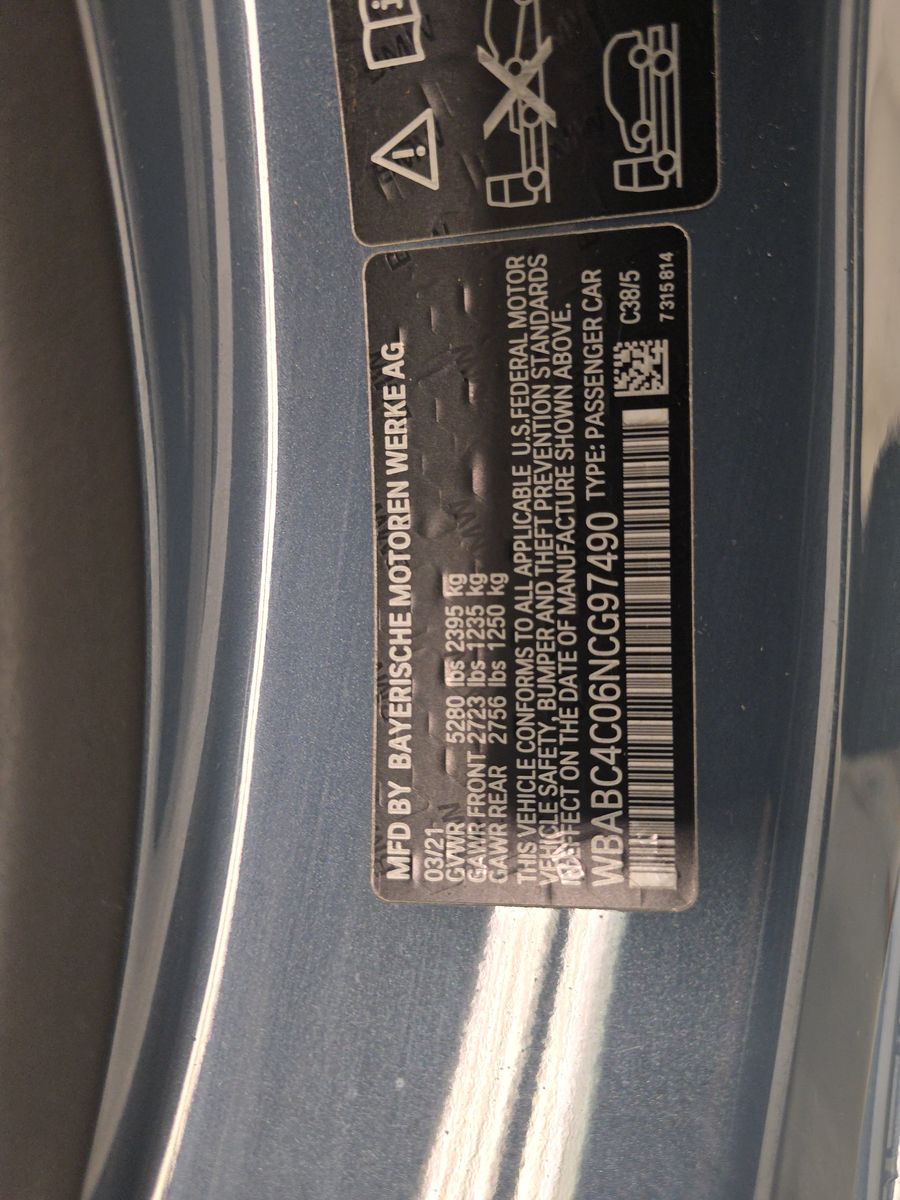 MFD BY BAYERISCHE MOTOREN WERKE AG
03/21
GVWR 5280 lbs 2395 kg
GAWR FRONT 2723 lbs 1235 kg
GAWR REAR 2756 lbs 1250 kg
THIS VEHICLE CONFORMS TO ALL APPLICABLE U.S.FEDERAL MOTOR
VEHICLE SAFETY, BUMPER AND THEFT PREVENTION STANDARDS
IN EFFECT ON THE DATE OF MANUFACTURE SHOWN ABOVE.
WBABC4C06NCG97490 TYPE: PASSENGER CAR
C38/5
7 315 814